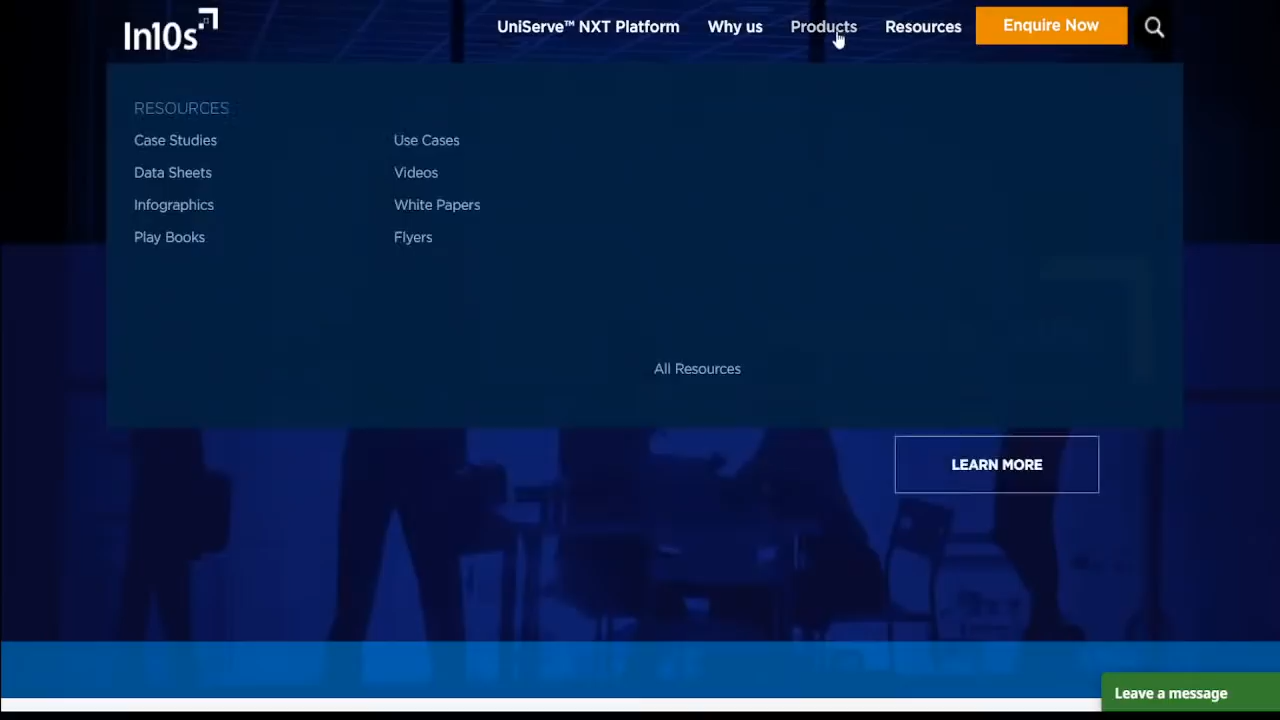 In10s
UniServe™ NXT Platform
Why us
Products
Resources
Enquire Now
RESOURCES
Case Studies
Use Cases
Data Sheets
Videos
Infographics
White Papers
Play Books
Flyers
All Resources
LEARN MORE
Leave a message